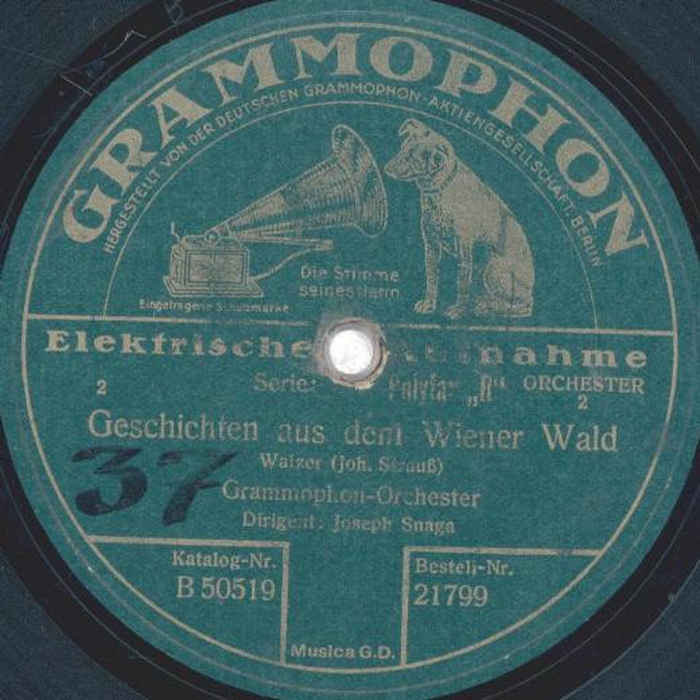 GRAMMOPHON
HERGESTELLT VON DER DEUTSCHEN GRAMMOPHON-AKTIENGESELLSCHAFT, BERLIN
Die Stimme
seines Herrn
Eingetragene Schutzmarke
Elektrische Aufnahme
2 Serie: Polyfar „R“ ORCHESTER
2
Geschichten aus dem Wiener Wald
37
Walzer (Joh. Strauß)
Grammophon-Orchester
Dirigent: Joseph Snaga
Katalog-Nr.
B 50519
Bestell-Nr.
21799
Musica G.D.